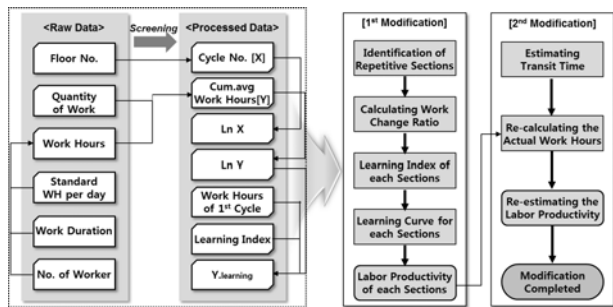 <Raw Data>
Screening
<Processed Data>
Floor No.
Quantity
of Work
Work Hours
Standard
WH per day
Work Duration
No. of Worker
Cycle No. [X]
Cum.avg
Work Hours[Y]
Ln X
Ln Y
Work Hours
of 1st Cycle
Learning Index
Y.learning
[1st Modification]
Identification of
Repetitive Sections
Calculating Work
Change Ratio
Learning Index of
each Sections
Learning Curve for
each Sections
Labor Productivity
of each Sections
[2nd Modification]
Estimating
Transit Time
Re-calculating the
Actual Work Hours
Re-estimating the
Labor Productivity
Modification
Completed